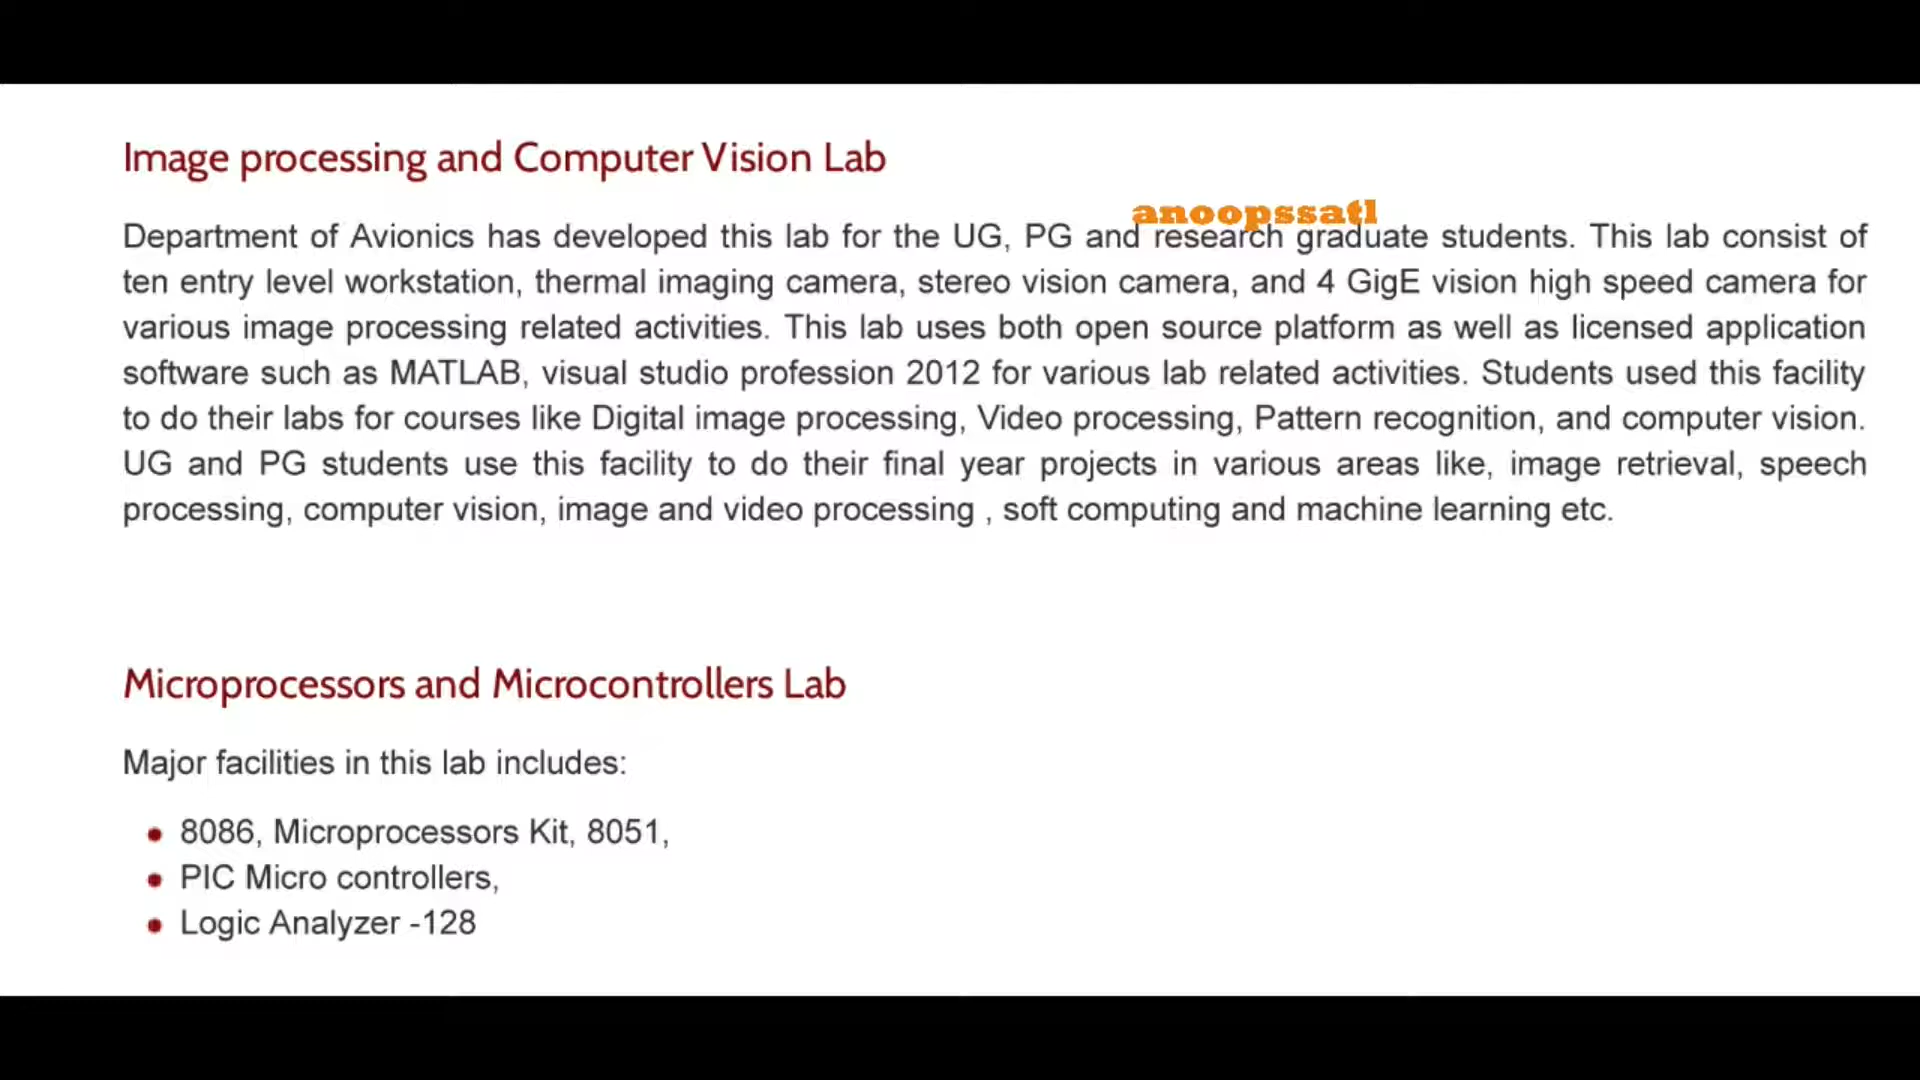 Image processing and Computer Vision Lab
anoopssatl
Department of Avionics has developed this lab for the UG, PG and research graduate students. This lab consist of
ten entry level workstation, thermal imaging camera, stereo vision camera, and 4 GigE vision high speed camera for
various image processing related activities. This lab uses both open source platform as well as licensed application
software such as MATLAB, visual studio profession 2012 for various lab related activities. Students used this facility
to do their labs for courses like Digital image processing, Video processing, Pattern recognition, and computer vision.
UG and PG students use this facility to do their final year projects in various areas like, image retrieval, speech
processing, computer vision, image and video processing , soft computing and machine learning etc.
Microprocessors and Microcontrollers Lab
Major facilities in this lab includes:
8086, Microprocessors Kit, 8051,
PIC Micro controllers,
Logic Analyzer -128